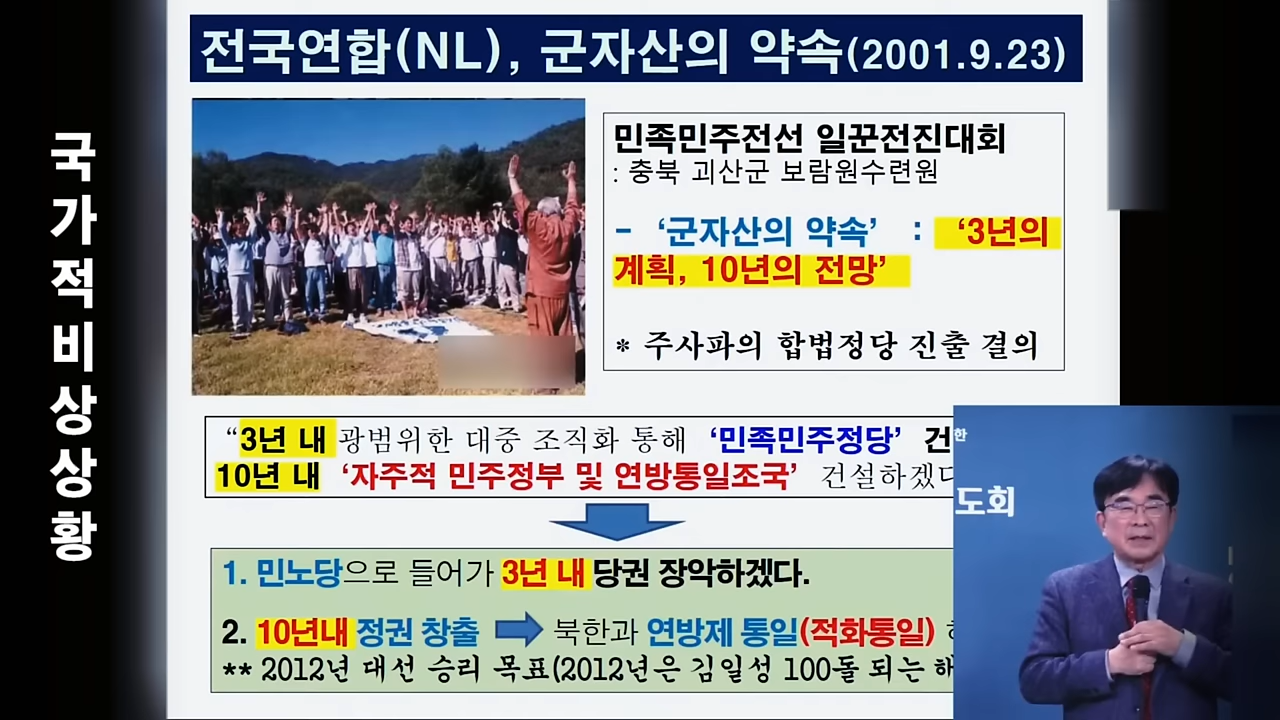 국가적비상상황
전국연합(NL), 군자산의 약속(2001.9.23)
민족민주전선 일꾼전진대회
: 충북 괴산군 보람원수련원
- ‘군자산의 약속’ : ‘3년의
계획, 10년의 전망’
* 주사파의 합법정당 진출 결의
“3년 내 광범위한 대중 조직화 통해 ‘민족민주정당’ 건
10년 내 ‘자주적 민주정부 및 연방통일조국’ 건설하겠다
1. 민노당으로 들어가 3년 내 당권 장악하겠다.
2. 10년내 정권 창출 북한과 연방제 통일(적화통일)
** 2012년 대선 승리 목표(2012년은 김일성 100돌 되는 해
한
도회